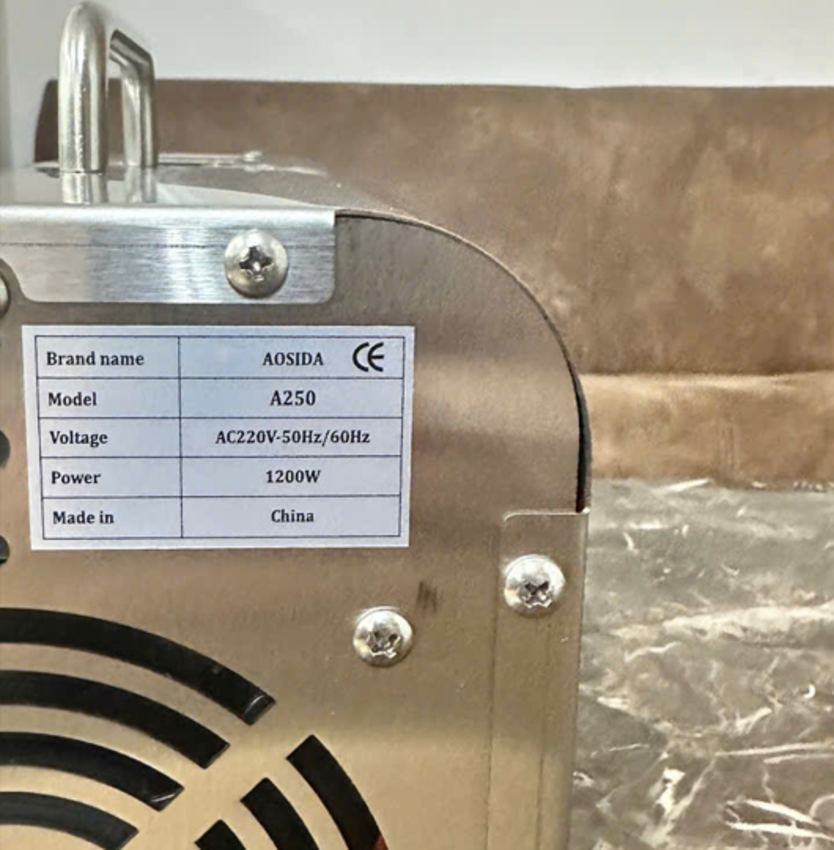 Brand name AOSIDA CE
Model A250
Voltage AC220V-50Hz/60Hz
Power 1200W
Made in China